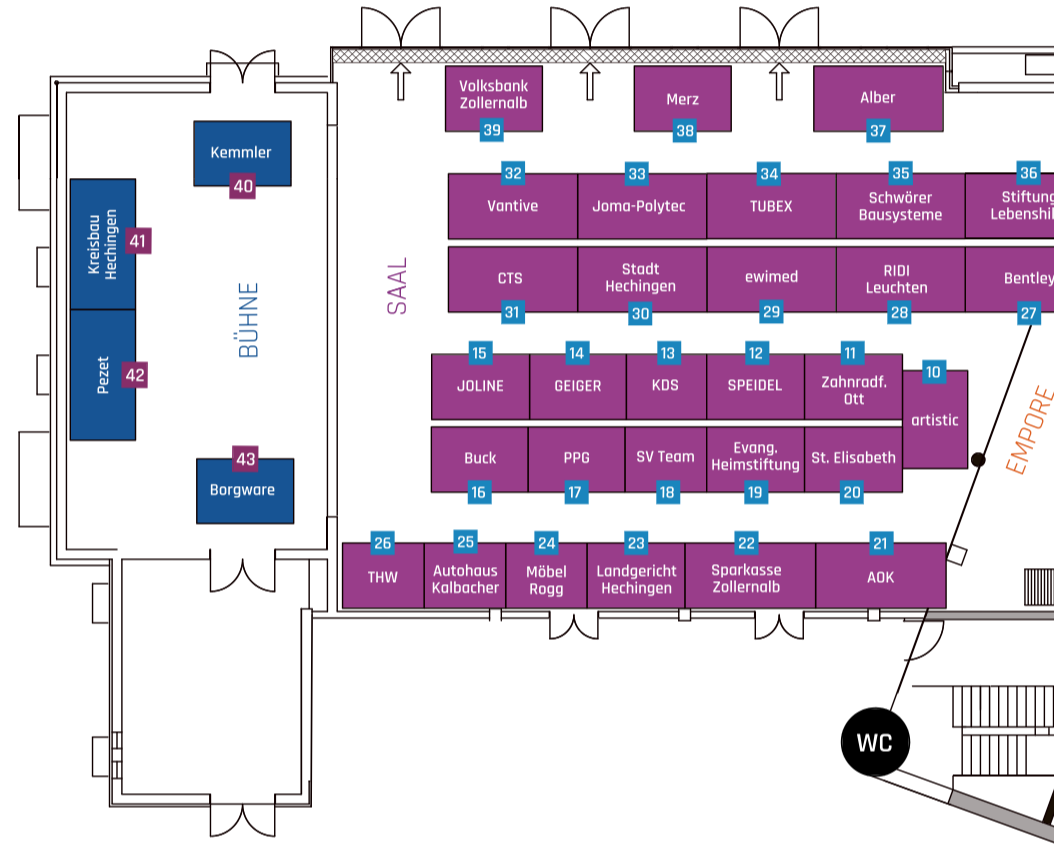 Volksbank
Zollernalb
39
Merz
38
Alber
37
Kemmler
40
Kreisbau
Hechingen
41
Pezet
42
43
Borgware
BÜHNE
SAAL
32
Vantive
33
Joma-Polytec
34
TUBEX
35
Schwörer
Bausysteme
36
Stiftung
Lebenshil
CTS
31
Stadt
Hechingen
30
ewimed
29
RIDI
Leuchten
28
Bentley
27
15
JOLINE
14
GEIGER
13
KDS
12
SPEIDEL
11
Zahnradf.
Ott
10
artistic
EMPORE
Buck
16
PPG
17
SV Team
18
Evang.
Heimstiftung
19
St. Elisabeth
20
26
THW
25
Autohaus
Kalbacher
24
Möbel
Rogg
23
Landgericht
Hechingen
22
Sparkasse
Zollernalb
21
AOK
WC